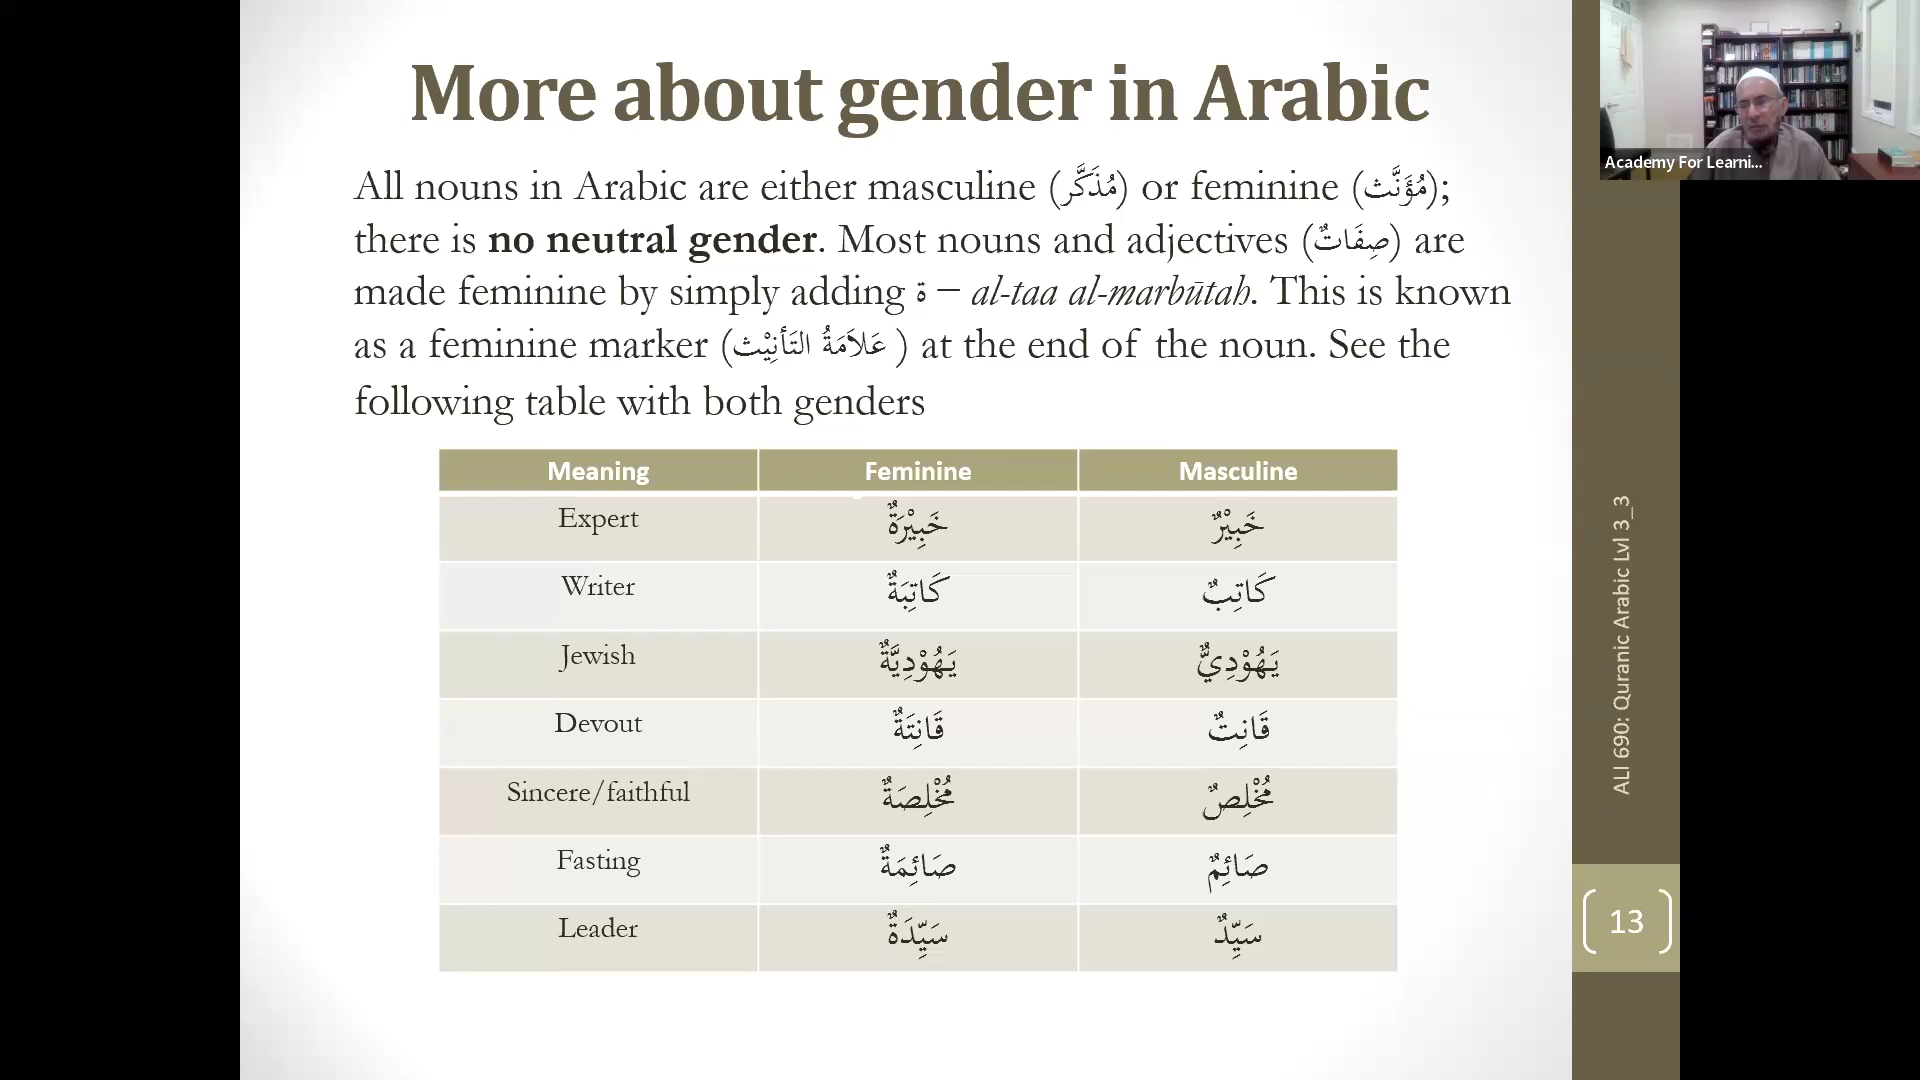 More about gender in Arabic
All nouns in Arabic are either masculine (مُذَكَّر) or feminine (مُؤَنَّث);
there is no neutral gender. Most nouns and adjectives (صِفَاتٌ) are
made feminine by simply adding ة – al-taa al-marbūtah. This is known
as a feminine marker (عَلاَمَةُ التَأنِيْث ) at the end of the noun. See the
following table with both genders
Meaning Feminine Masculine
Expert خَبِيْرَةٌ خَبِيْرٌ
Writer كَاتِبَةٌ كَاتِبٌ
Jewish يَهُوْدِيَّةٌ يَهُوْدِيٌّ
Devout قَانِتَةٌ قَانِتٌ
Sincere/faithful مُخْلِصَةٌ مُخْلِصٌ
Fasting صَائِمَةٌ صَائِمٌ
Leader سَيِّدَةٌ سَيِّدٌ
ALI 690: Quranic Arabic Lvl 3_3
13
Academy For Learni...